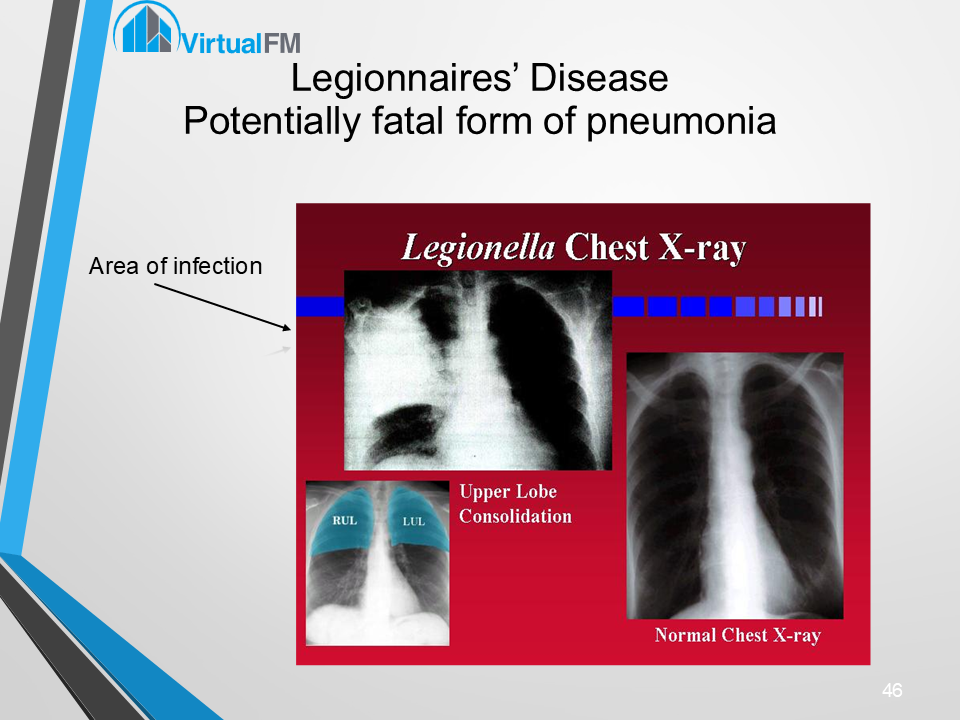 VirtualFM
Legionnaires’ Disease
Potentially fatal form of pneumonia
Area of infection
Legionella Chest X-ray
Upper Lobe
Consolidation
RUL LUL
Normal Chest X-ray
46